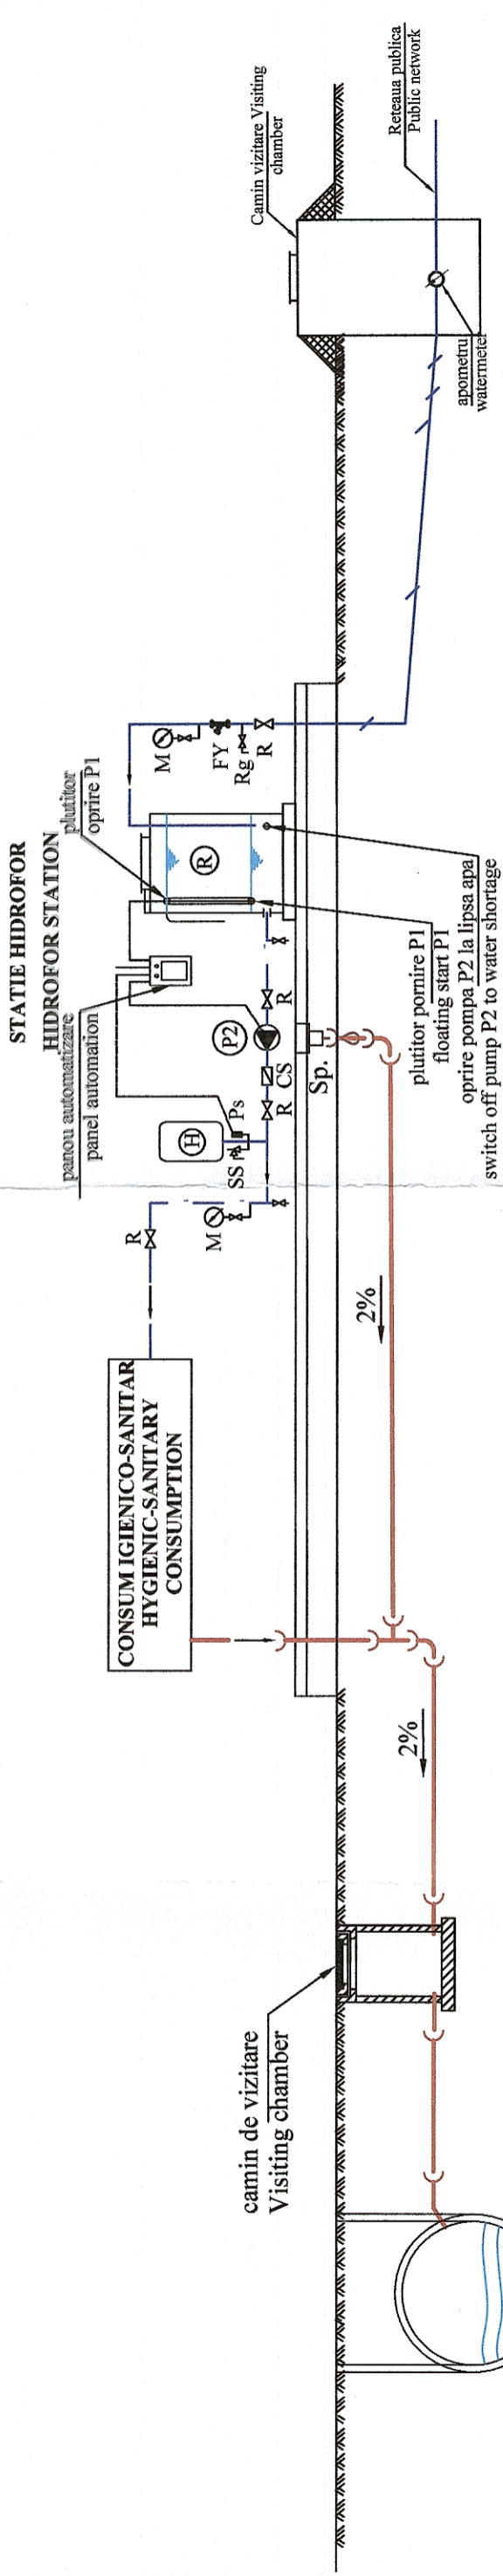 STATIE HIDROFOR
HIDROFOR STATION
panou automatizare
panel automation
plutitor
oprire P1
M
FY
Rg
R
R
R
P2
CS
R
H
Ps
SS
M
R
Sp.
plutitor pornire P1
floating start P1
oprire pompa P2 la lipsa apa
switch off pump P2 to water shortage
Camin vizitare Visiting
chamber
Reteaua publica
Public network
apometru
watermeter
CONSUM IGIENICO-SANITAR
HYGIENIC-SANITARY
CONSUMPTION
2%
2%
camin de vizitare
Visiting chamber